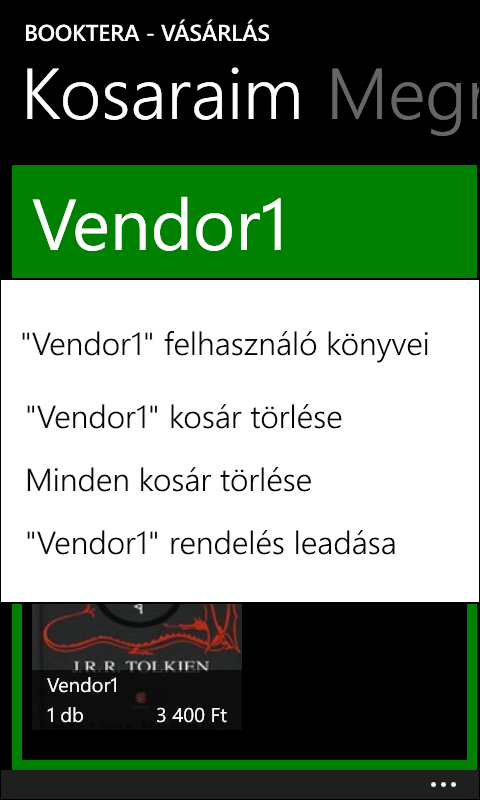 BOOKTERA - VÁSÁRLÁS
Kosaraim Megr
Vendor1
"Vendor1" felhasználó könyvei
"Vendor1" kosár törlése
Minden kosár törlése
"Vendor1" rendelés leadása
J.R.R. TOLKIEN
Vendor1
1 db 3 400 Ft